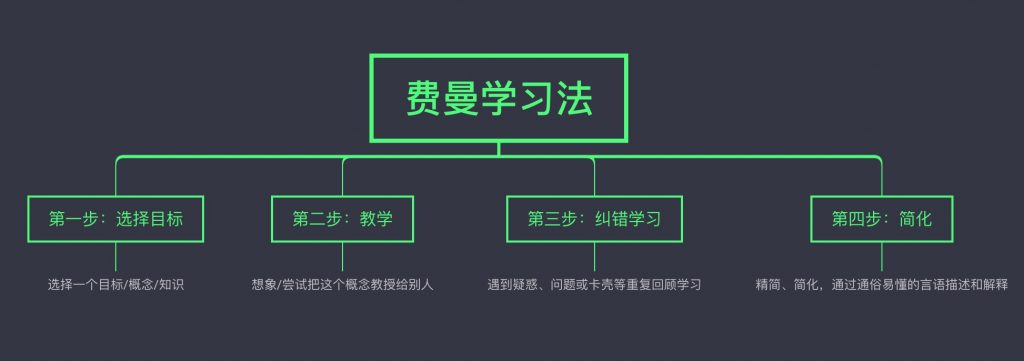 费曼学习法
第一步：选择目标
第二步：教学
第三步：纠错学习
第四步：简化
选择一个目标/概念/知识
想象/尝试把这个概念教授给别人
遇到疑惑、问题或卡壳等重复回顾学习
精简、简化，通过通俗易懂的言语描述和解释